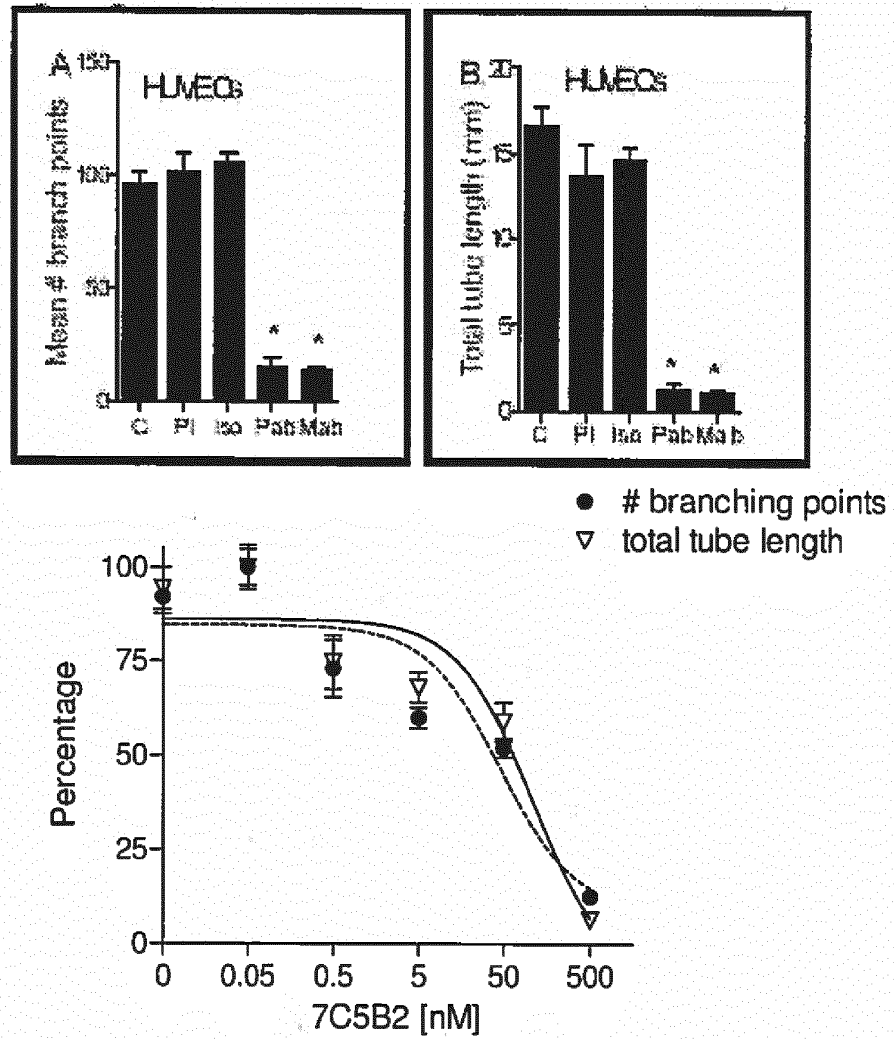 A
HUVECs
Mean # branch points
150
100
50
0
C PI Iso Pab Mab
*
*
B
HUVECs
Total tube length (mm)
20
15
10
5
0
C PI Iso Pab Mab
*
*
# branching points
total tube length
Percentage
100
75
50
25
0
0 0.05 0.5 5 50 500
7C5B2 [nM]